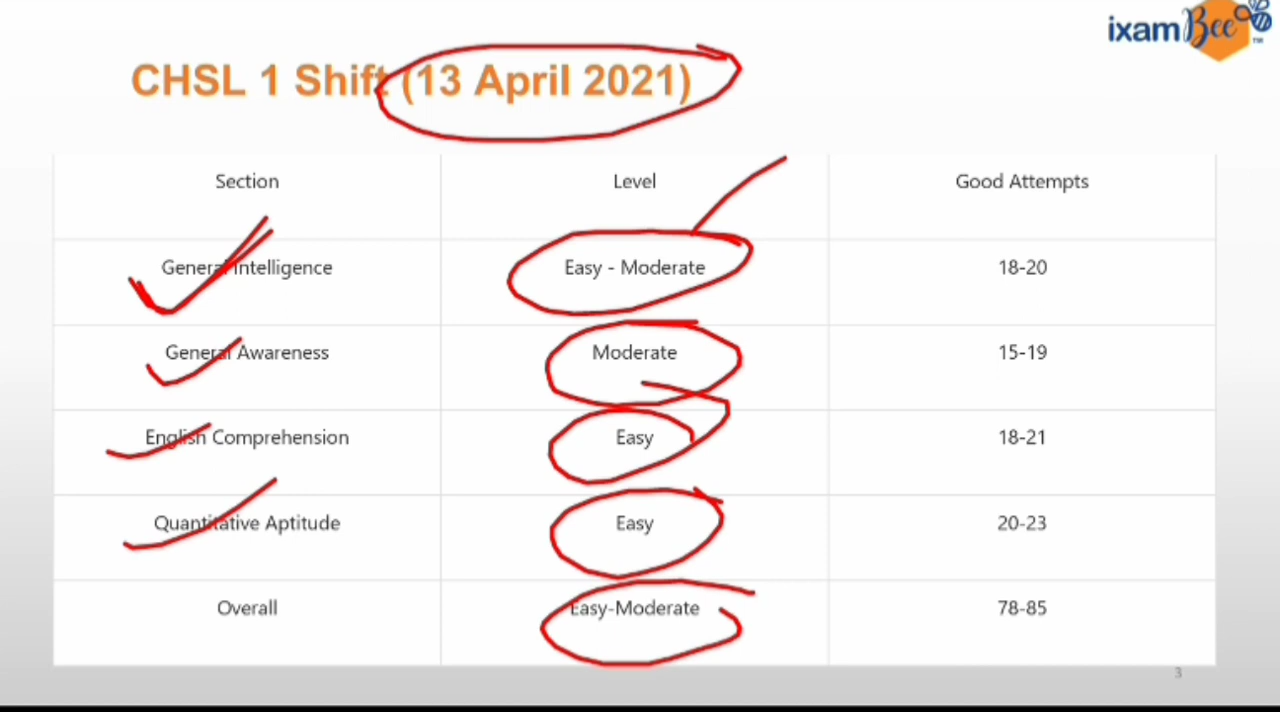 ixamBee™
CHSL 1 Shift (13 April 2021)
Section Level Good Attempts
General Intelligence Easy - Moderate 18-20
General Awareness Moderate 15-19
English Comprehension Easy 18-21
Quantitative Aptitude Easy 20-23
Overall Easy-Moderate 78-85
3